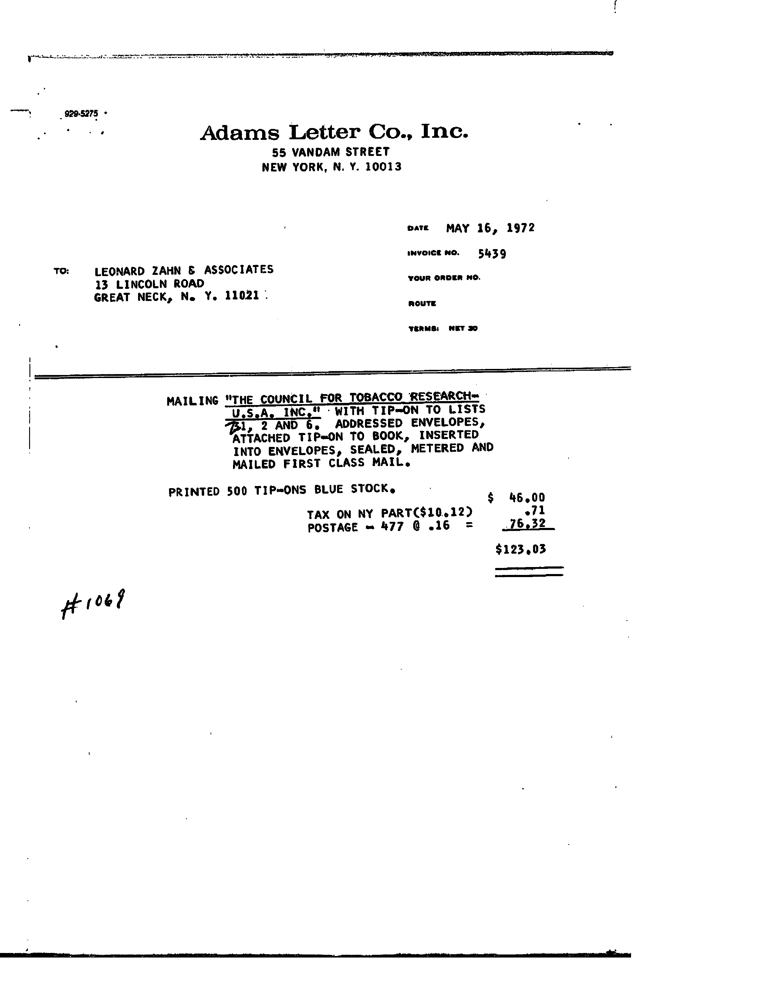 929-5275
Adams Letter Co., Inc.
55 VANDAM STREET
NEW YORK, N. Y. 10013
DATE MAY 16, 1972
INVOICE NO. 5439
TO: LEONARD ZAHN & ASSOCIATES
13 LINCOLN ROAD
GREAT NECK, N. Y. 11021
YOUR ORDER NO.
ROUTE
TERMS: NET 30
MAILING "THE COUNCIL FOR TOBACCO RESEARCH-
U.S.A. INC." WITH TIP-ON TO LISTS
1, 2 AND 6. ADDRESSED ENVELOPES,
ATTACHED TIP-ON TO BOOK, INSERTED
INTO ENVELOPES, SEALED, METERED AND
MAILED FIRST CLASS MAIL.
PRINTED 500 TIP-ONS BLUE STOCK. $ 46.00
TAX ON NY PART($10.12) .71
POSTAGE - 477 @ .16 = 76.32
$123.03
#1069